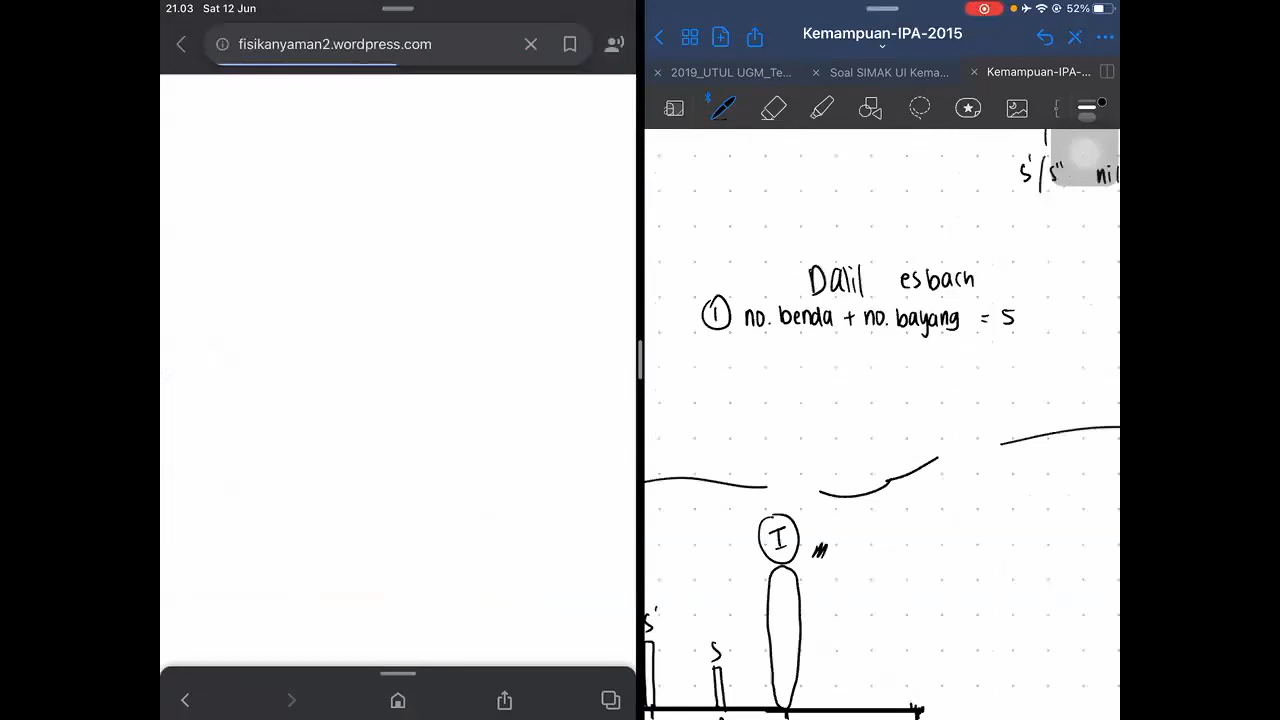 21.03 Sat 12 Jun
fisikanyaman2.wordpress.com
52%
Kemampuan-IPA-2015
2019_UTUL UGM_Te...
Soal SIMAK UI Kema...
Kemampuan-IPA-...
s'/s" ni
Dalil esbach
1 no. benda + no. bayang = 5
I
s'
s